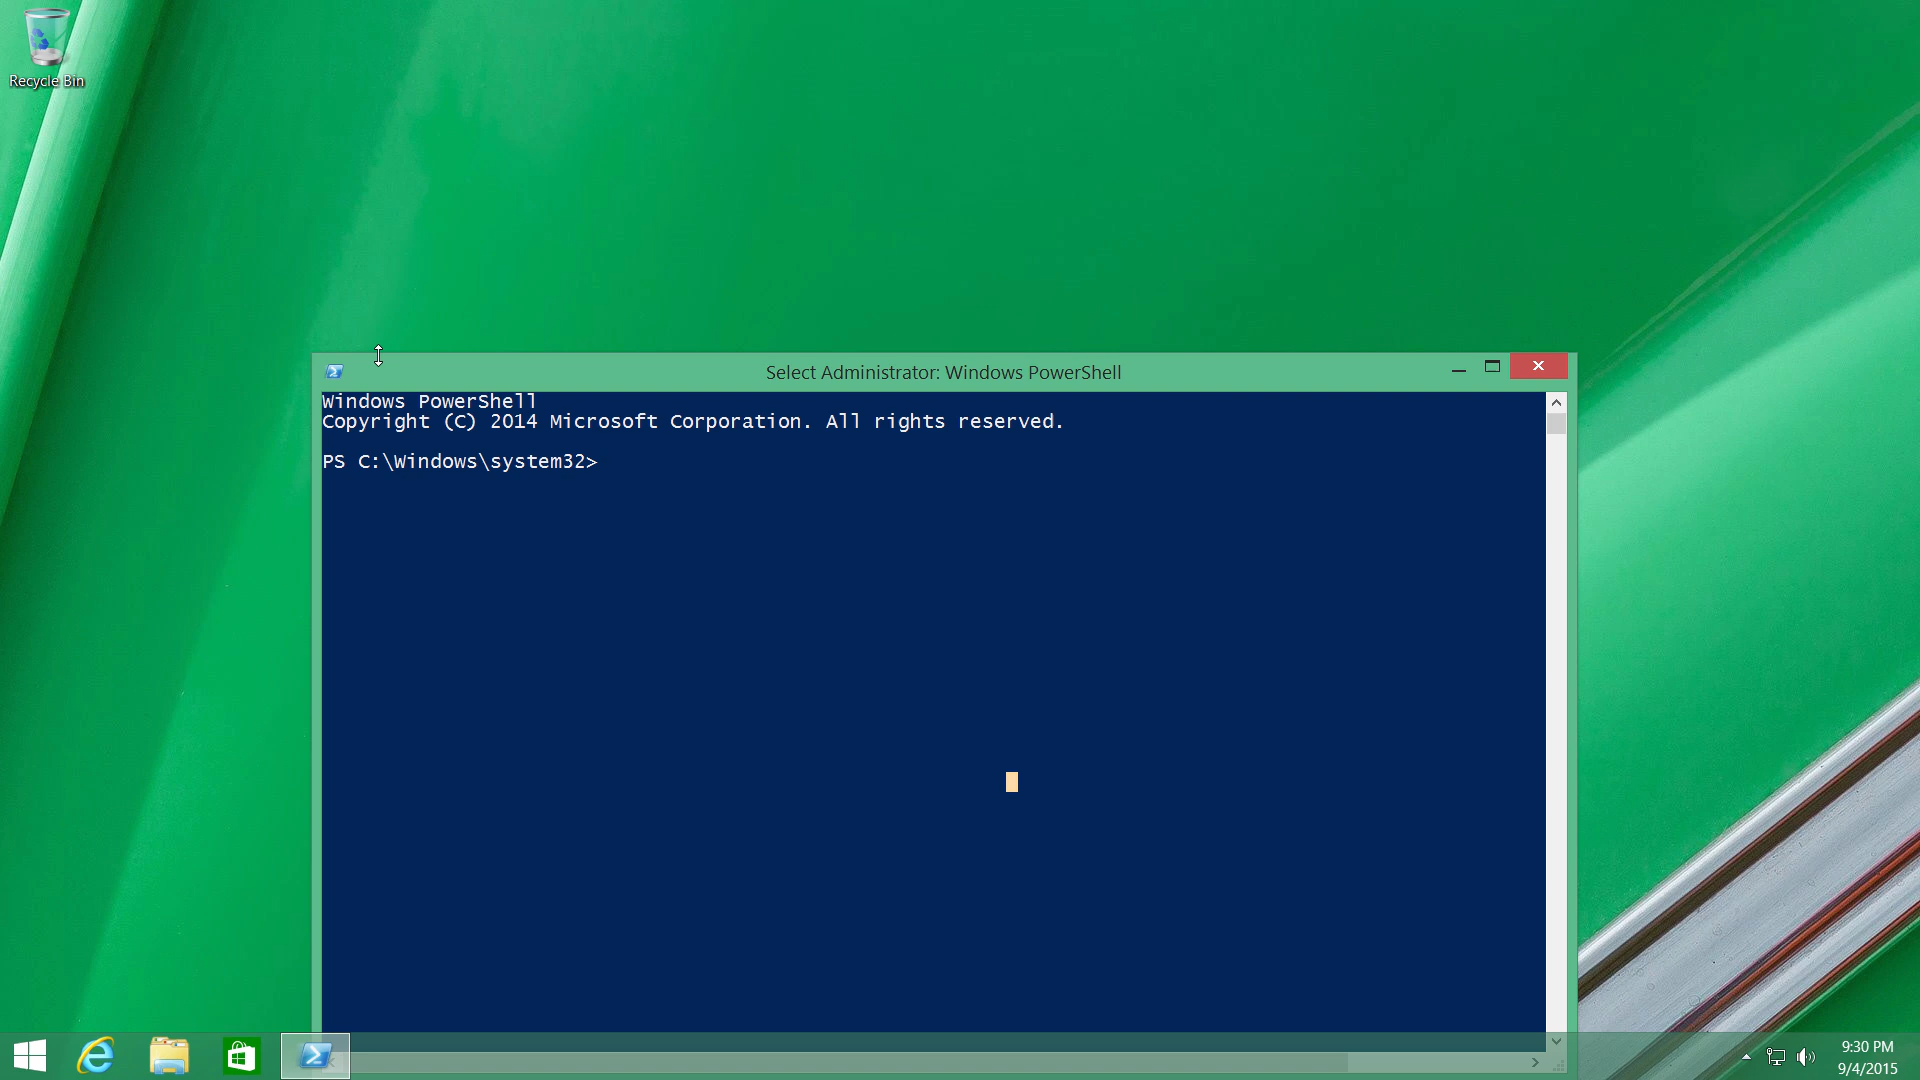 Recycle Bin
Select Administrator: Windows PowerShell
Windows PowerShell
Copyright (C) 2014 Microsoft Corporation. All rights reserved.
PS C:\Windows\system32>
9:30 PM
9/4/2015